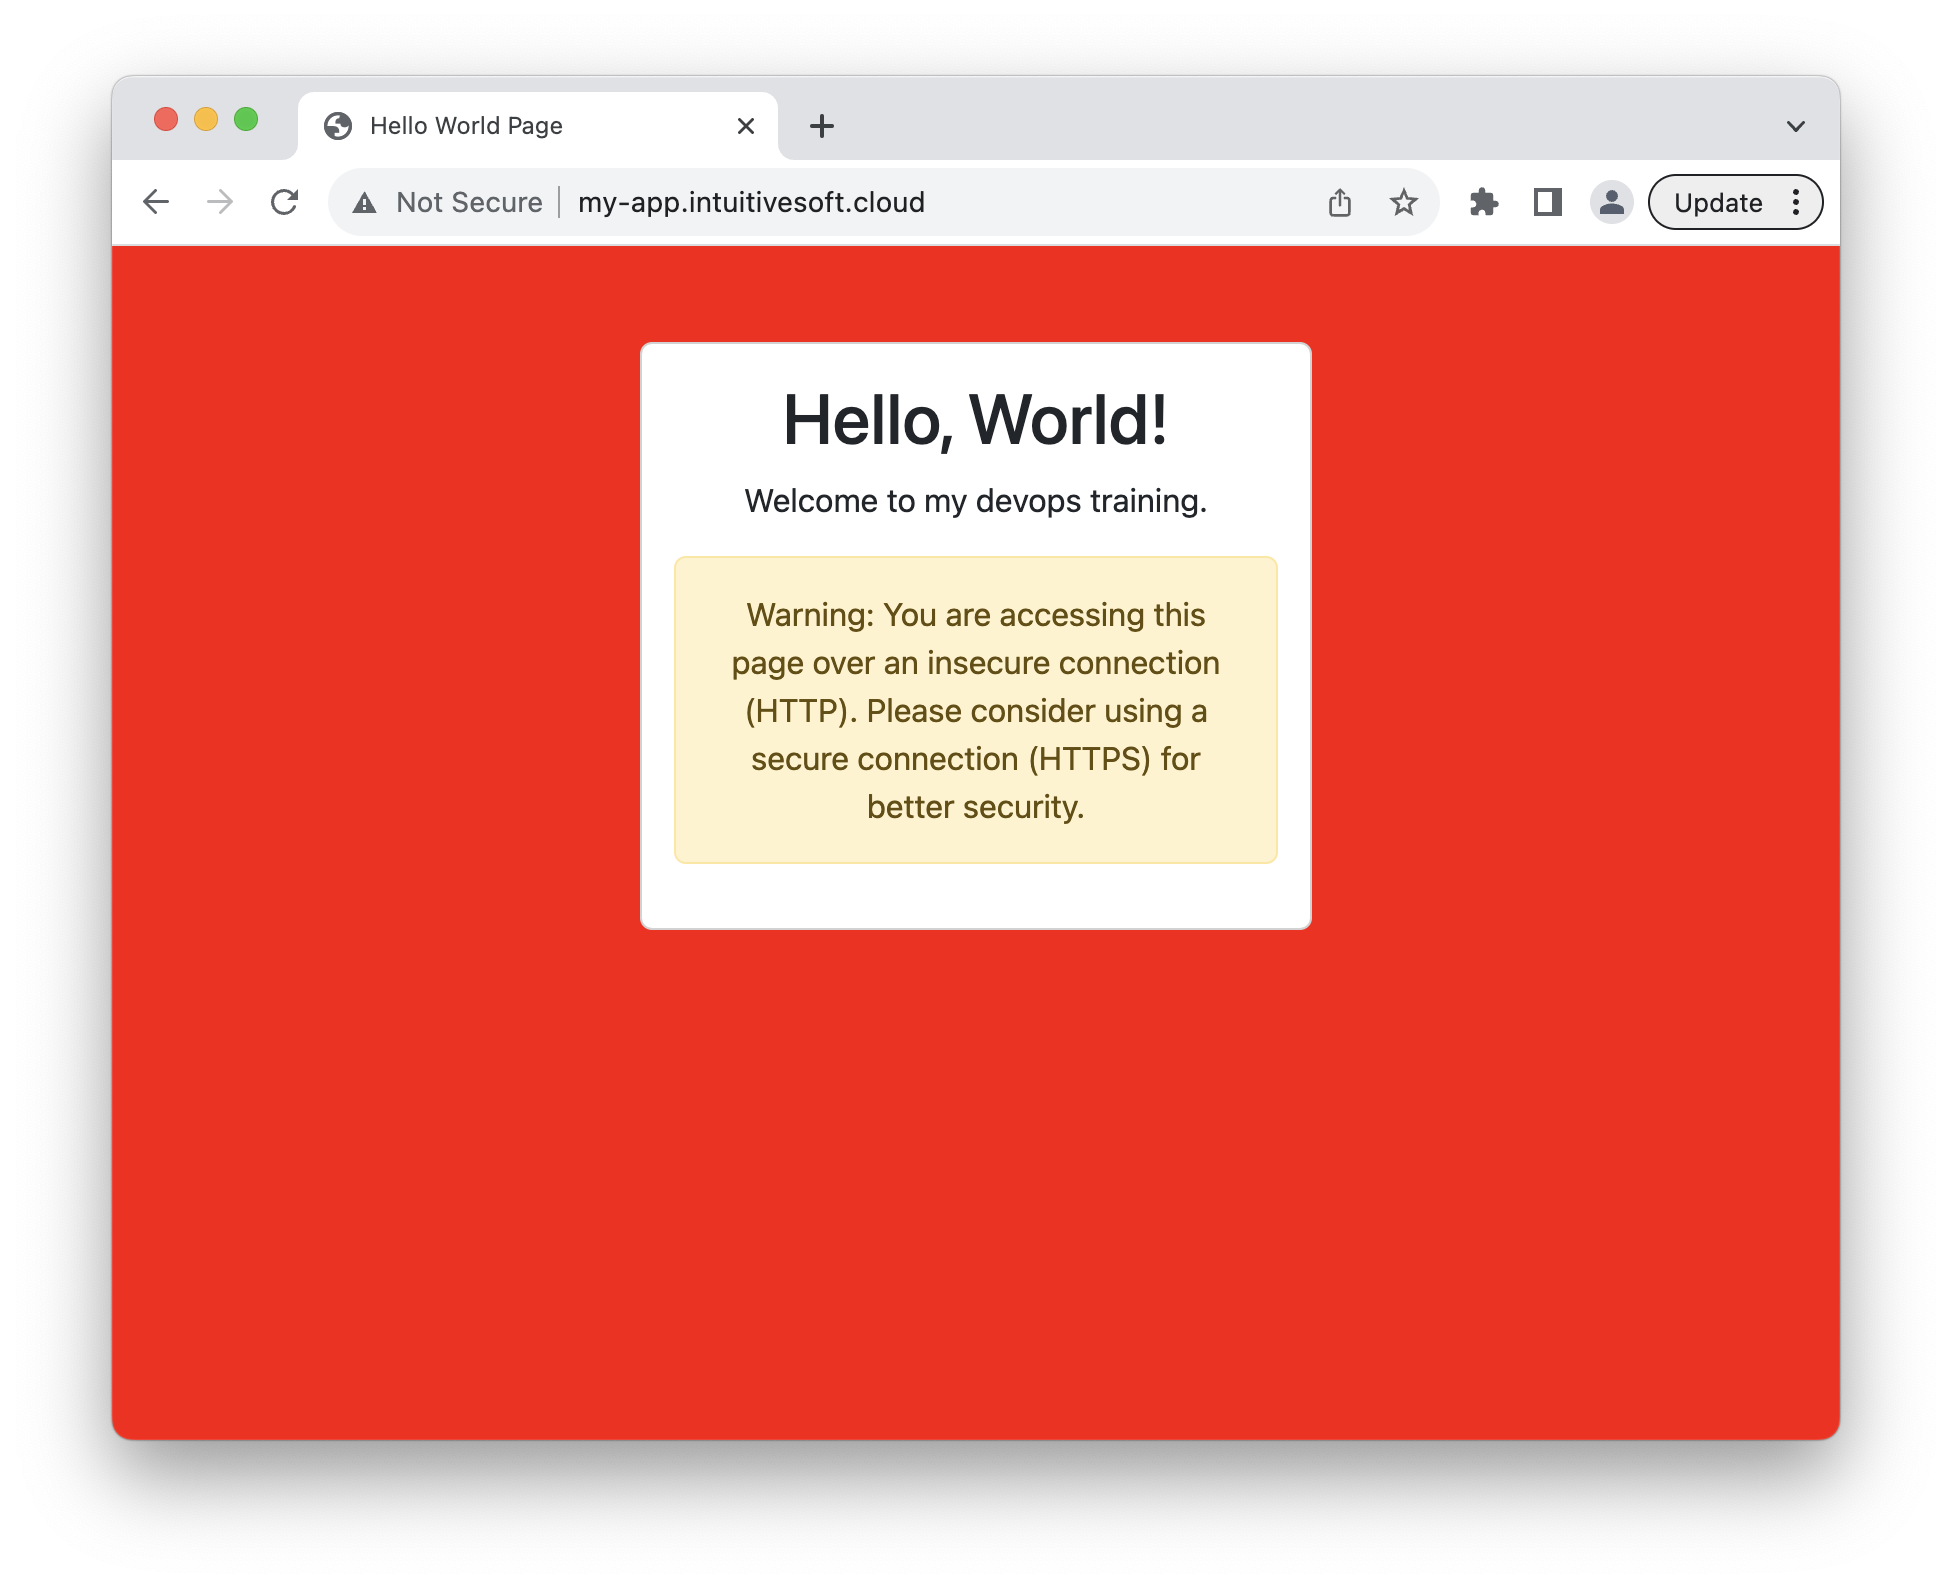 Hello World Page
Not Secure
my-app.intuitivesoft.cloud
Update
Hello, World!
Welcome to my devops training.
Warning: You are accessing this
page over an insecure connection
(HTTP). Please consider using a
secure connection (HTTPS) for
better security.